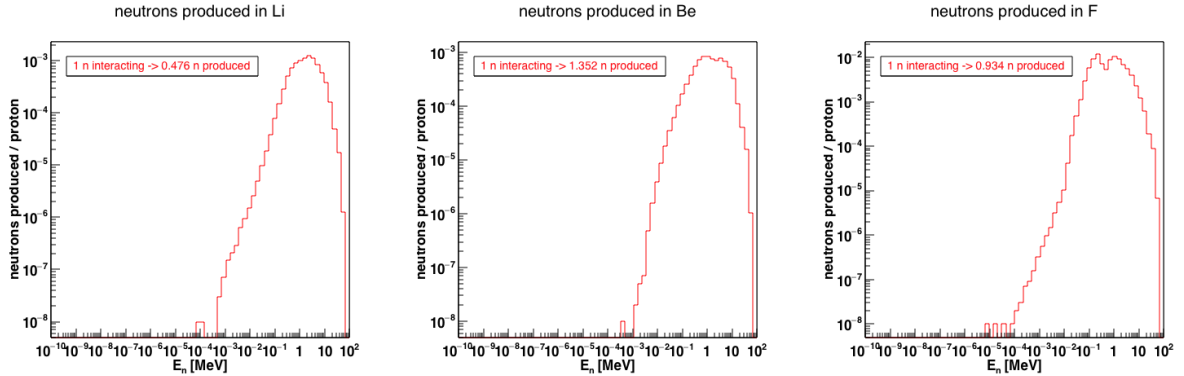 neutrons produced in Li
neutrons produced / proton
1 n interacting -> 0.476 n produced
10⁻³
10⁻⁴
10⁻⁵
10⁻⁶
10⁻⁷
10⁻⁸
10⁻¹⁰ 10⁻⁹ 10⁻⁸ 10⁻⁷ 10⁻⁶ 10⁻⁵ 10⁻⁴ 10⁻³ 10⁻² 10⁻¹ 1 10 10²
Eₙ [MeV]
neutrons produced in Be
neutrons produced / proton
1 n interacting -> 1.352 n produced
10⁻³
10⁻⁴
10⁻⁵
10⁻⁶
10⁻⁷
10⁻⁸
10⁻¹⁰ 10⁻⁹ 10⁻⁸ 10⁻⁷ 10⁻⁶ 10⁻⁵ 10⁻⁴ 10⁻³ 10⁻² 10⁻¹ 1 10 10²
Eₙ [MeV]
neutrons produced in F
neutrons produced / proton
1 n interacting -> 0.934 n produced
10⁻²
10⁻³
10⁻⁴
10⁻⁵
10⁻⁶
10⁻⁷
10⁻⁸
10⁻¹⁰ 10⁻⁹ 10⁻⁸ 10⁻⁷ 10⁻⁶ 10⁻⁵ 10⁻⁴ 10⁻³ 10⁻² 10⁻¹ 1 10 10²
Eₙ [MeV]